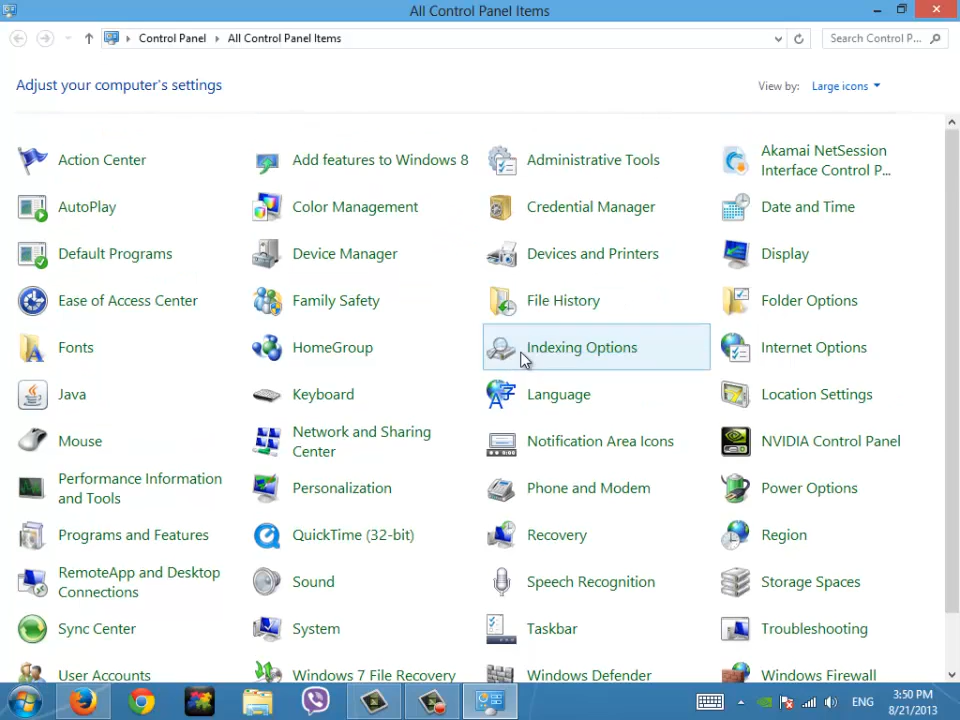 All Control Panel Items
Control Panel All Control Panel Items
Search Control P...
Adjust your computer's settings
View by: Large icons
Action Center
Add features to Windows 8
Administrative Tools
Akamai NetSession
Interface Control P...
AutoPlay
Color Management
Credential Manager
Date and Time
Default Programs
Device Manager
Devices and Printers
Display
Ease of Access Center
Family Safety
File History
Folder Options
Fonts
HomeGroup
Indexing Options
Internet Options
Java
Keyboard
Language
Location Settings
Mouse
Network and Sharing
Center
Notification Area Icons
NVIDIA Control Panel
Performance Information
and Tools
Personalization
Phone and Modem
Power Options
Programs and Features
QuickTime (32-bit)
Recovery
Region
RemoteApp and Desktop
Connections
Sound
Speech Recognition
Storage Spaces
Sync Center
System
Taskbar
Troubleshooting
User Accounts
Windows 7 File Recovery
Windows Defender
Windows Firewall
ENG
3:50 PM
8/21/2013